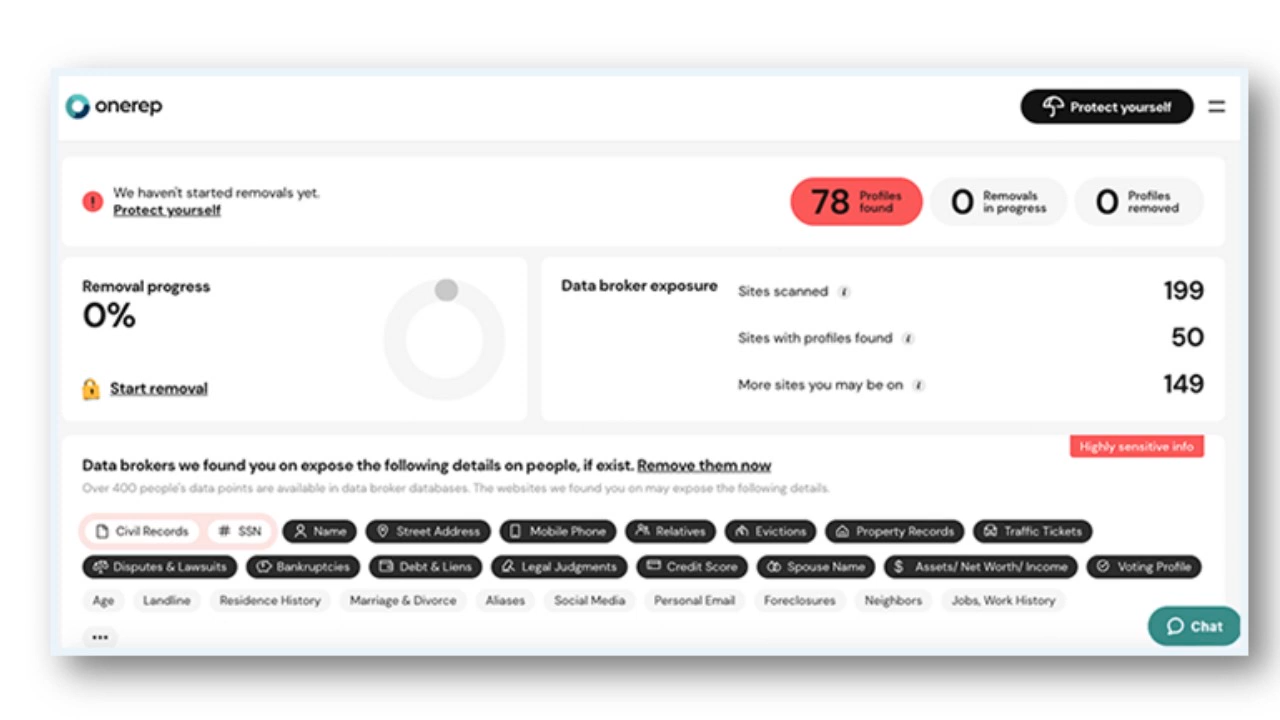 onerep
Protect yourself
We haven't started removals yet.
Protect yourself
78 Profiles found
0 Removals in progress
0 Profiles removed
Removal progress
0%
Start removal
Data broker exposure
Sites scanned 199
Sites with profiles found 50
More sites you may be on 149
Highly sensitive info
Data brokers we found you on expose the following details on people, if exist. Remove them now
Over 400 people's data points are available in data broker databases. The websites we found you on may expose the following details.
Civil Records # SSN Name Street Address Mobile Phone Relatives Evictions Property Records Traffic Tickets
Disputes & Lawsuits Bankruptcies Debt & Liens Legal Judgments Credit Score Spouse Name $ Assets/ Net Worth/ Income Voting Profile
Age Landline Residence History Marriage & Divorce Aliases Social Media Personal Email Foreclosures Neighbors Jobs, Work History
...
Chat